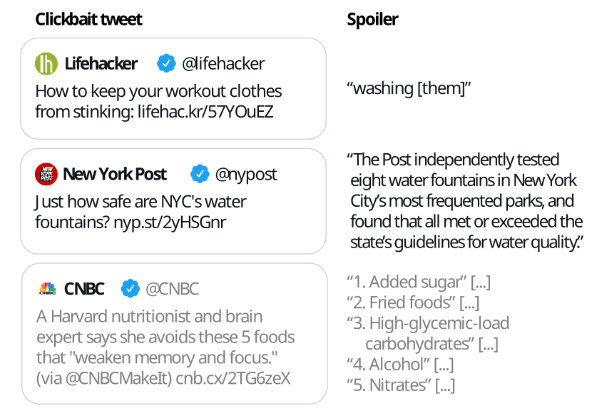 Clickbait tweet
Spoiler
Lifehacker @lifehacker
How to keep your workout clothes
from stinking: lifehac.kr/57YOuEZ
“washing [them]”
New York Post @nypost
Just how safe are NYC's water
fountains? nyp.st/2yHSGnr
“The Post independently tested
eight water fountains in New York
City’s most frequented parks, and
found that all met or exceeded the
state’s guidelines for water quality.”
CNBC @CNBC
A Harvard nutritionist and brain
expert says she avoids these 5 foods
that "weaken memory and focus."
(via @CNBCMakeIt) cnb.cx/2TG6zeX
“1. Added sugar” [...]
“2. Fried foods” [...]
“3. High-glycemic-load
carbohydrates” [...]
“4. Alcohol” [...]
“5. Nitrates” [...]